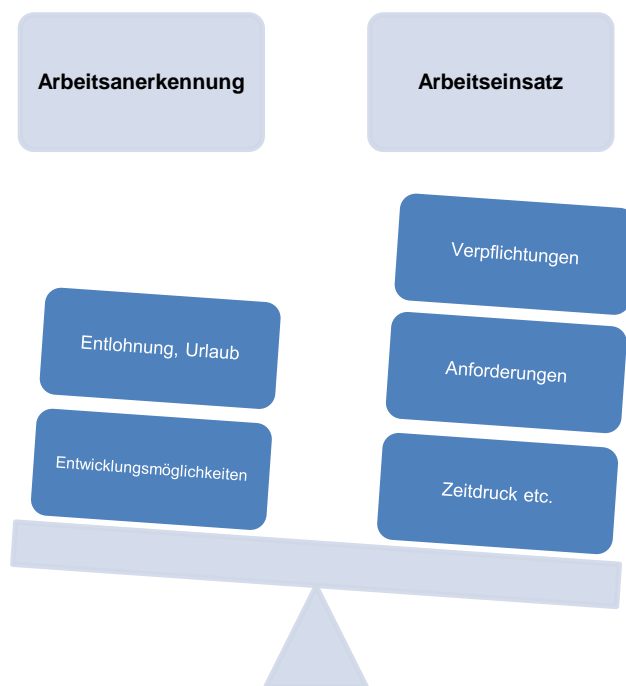 Arbeitsanerkennung
Arbeitseinsatz
Verpflichtungen
Entlohnung, Urlaub
Anforderungen
Entwicklungsmöglichkeiten
Zeitdruck etc.